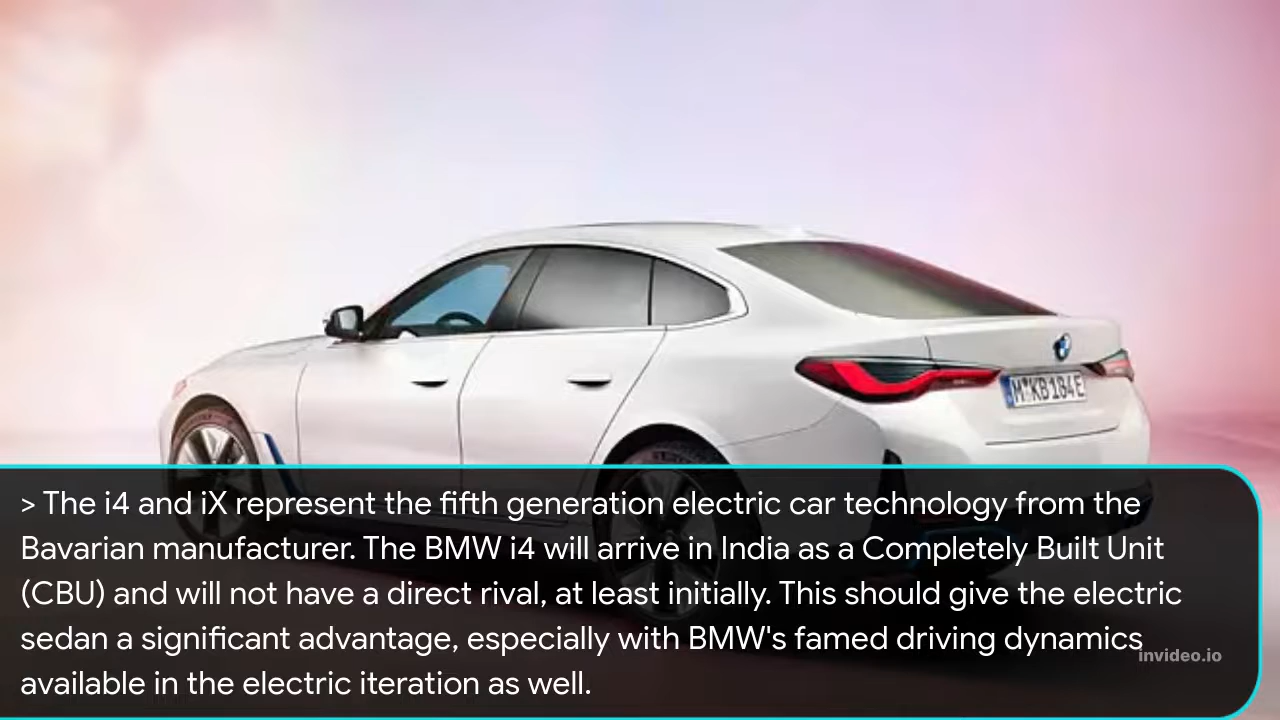 M KB 184 E
> The i4 and iX represent the fifth generation electric car technology from the
Bavarian manufacturer. The BMW i4 will arrive in India as a Completely Built Unit
(CBU) and will not have a direct rival, at least initially. This should give the electric
sedan a significant advantage, especially with BMW's famed driving dynamics
invideo.io
available in the electric iteration as well.